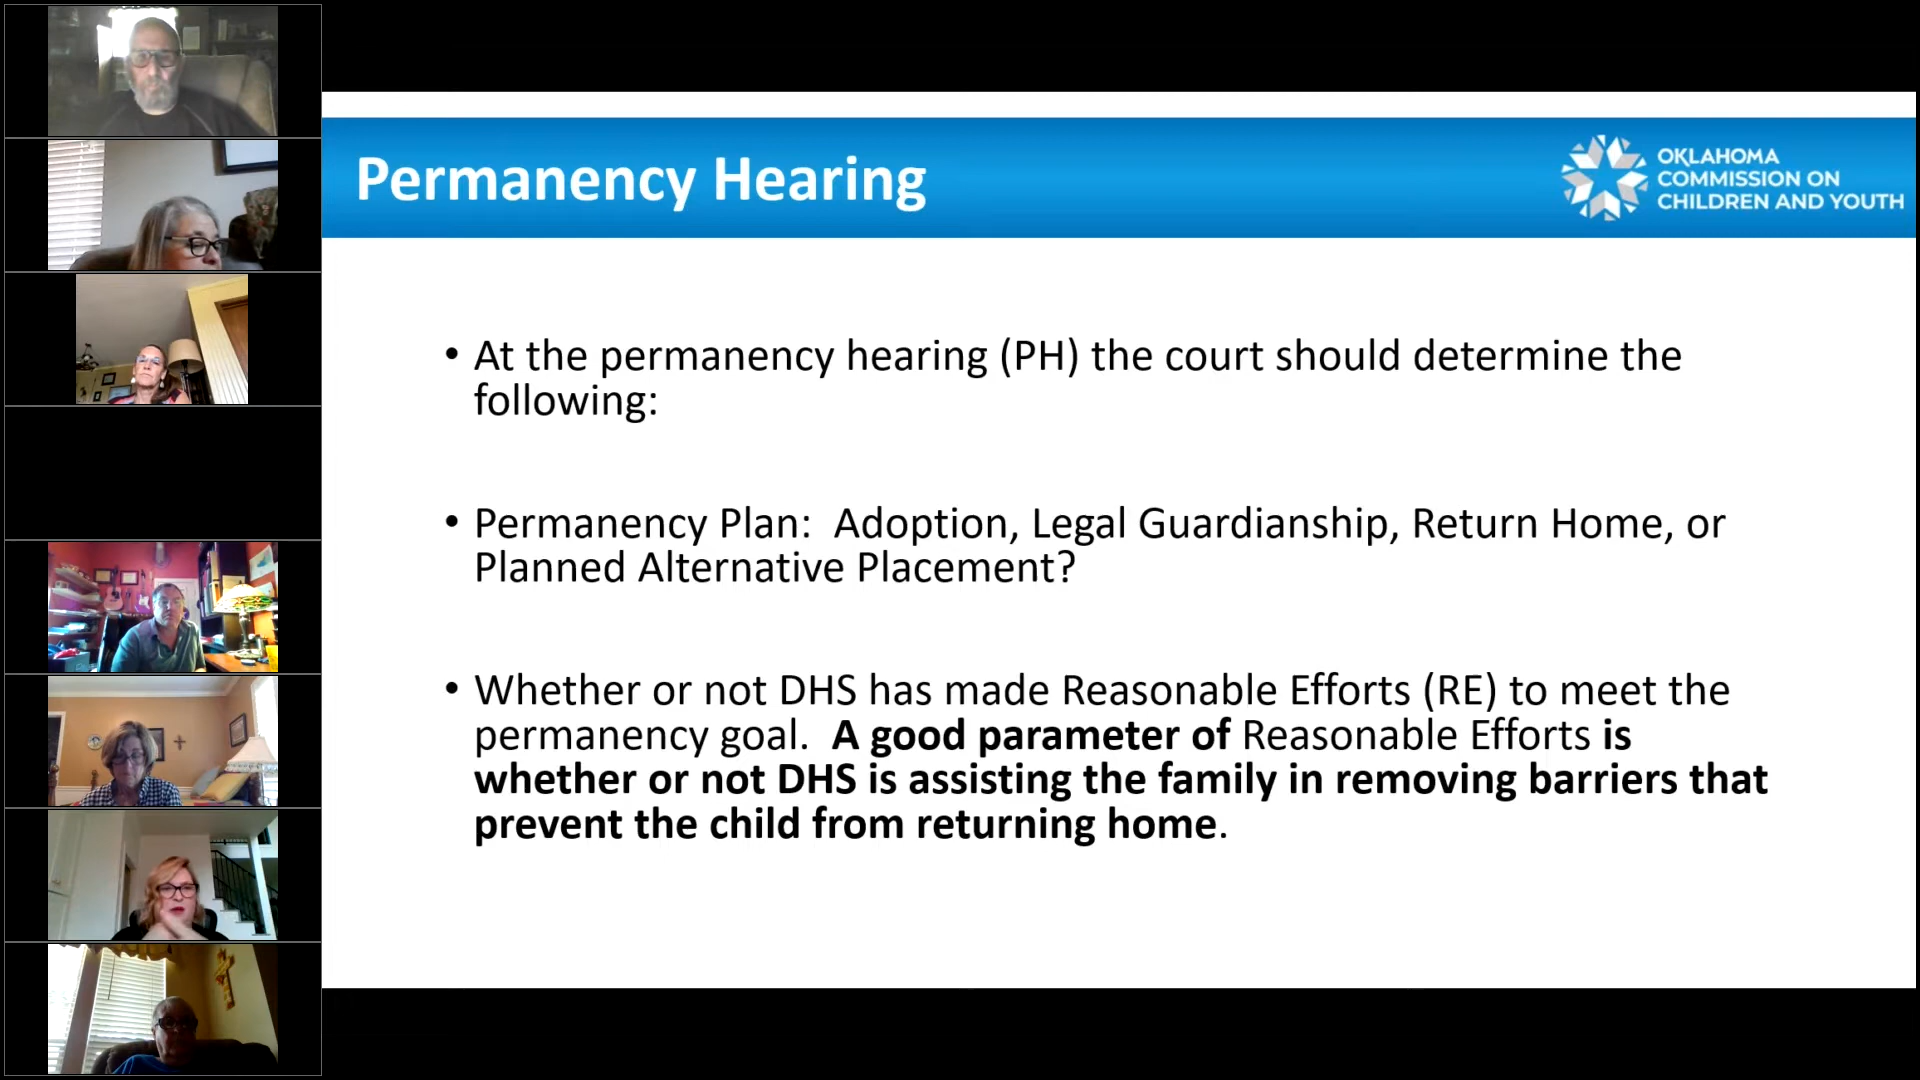 Permanency Hearing
OKLAHOMA
COMMISSION ON
CHILDREN AND YOUTH
• At the permanency hearing (PH) the court should determine the
following:
• Permanency Plan:  Adoption, Legal Guardianship, Return Home, or
Planned Alternative Placement?
• Whether or not DHS has made Reasonable Efforts (RE) to meet the
permanency goal.  A good parameter of Reasonable Efforts is
whether or not DHS is assisting the family in removing barriers that
prevent the child from returning home.